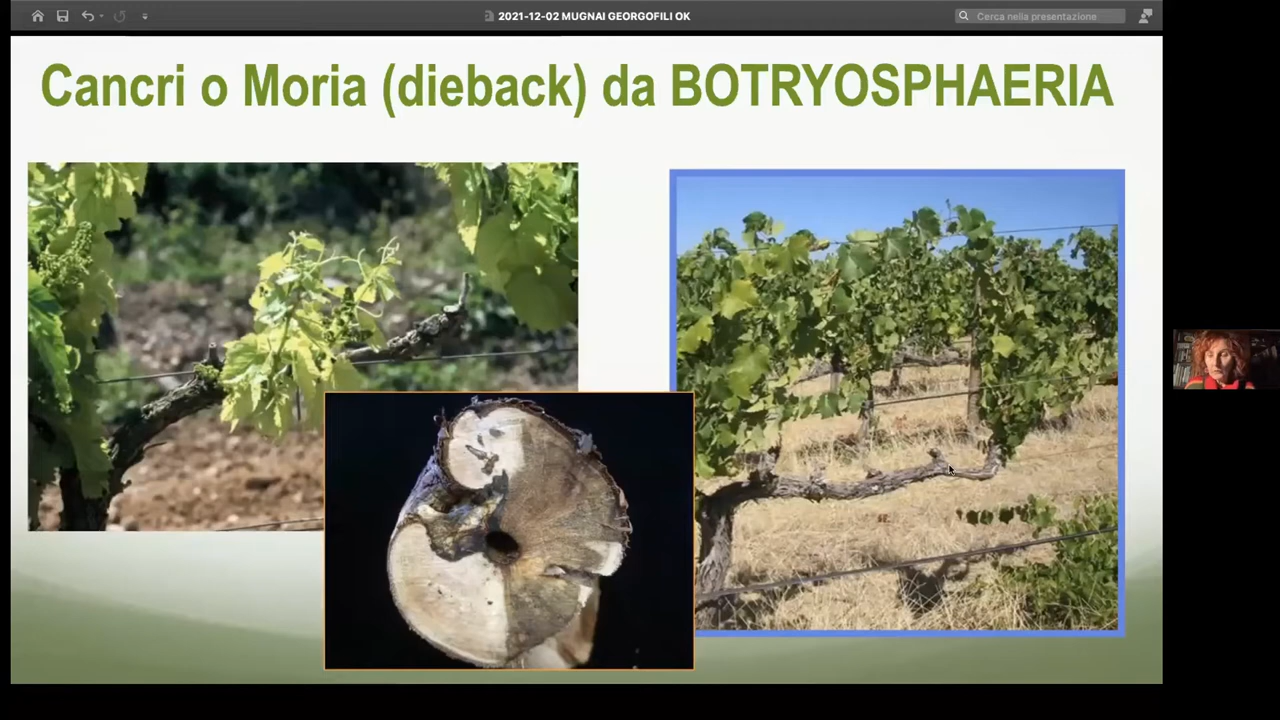 2021-12-02 MUGNAI GEORGOFILI OK
Cerca nella presentazione
Cancri o Moria (dieback) da BOTRYOSPHAERIA